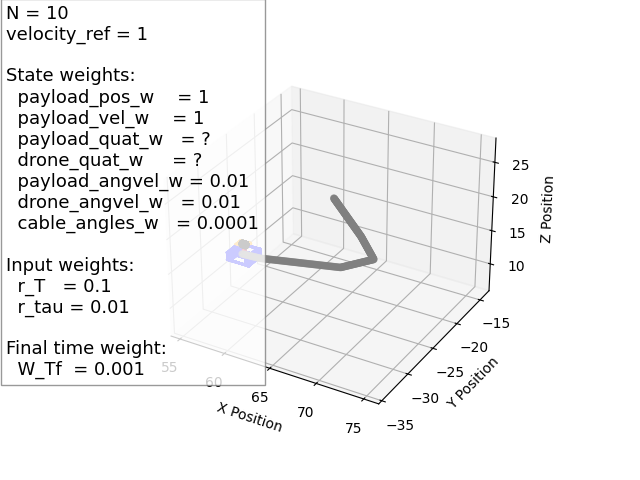 N = 10
velocity_ref = 1
State weights:
payload_pos_w = 1
payload_vel_w = 1
payload_quat_w = ?
drone_quat_w = ?
payload_angvel_w = 0.01
drone_angvel_w = 0.01
cable_angles_w = 0.0001
Input weights:
r_T = 0.1
r_tau = 0.01
Final time weight:
W_Tf = 0.001
55
60
65
70
75
X Position
−35
−30
−25
−20
−15
Y Position
10
15
20
25
Z Position